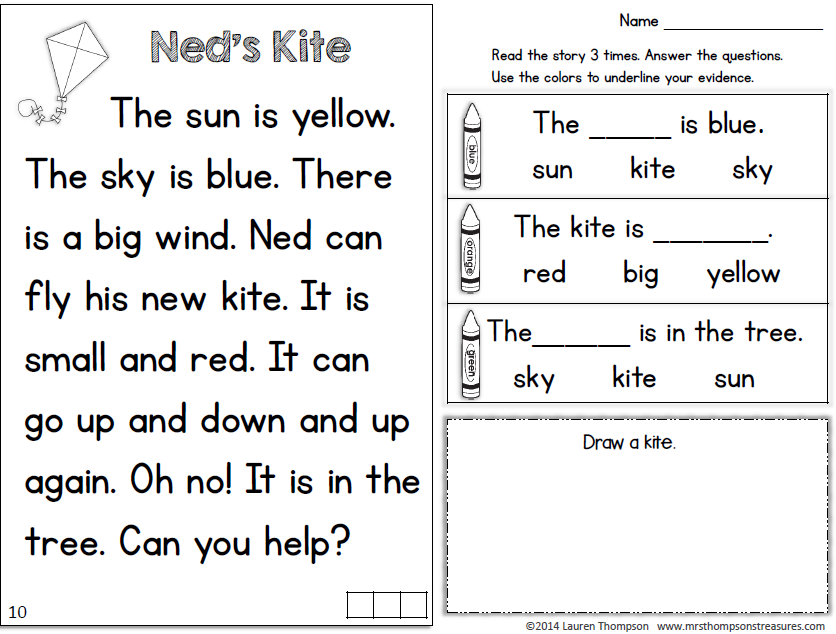 Ned's Kite
The sun is yellow.
The sky is blue. There
is a big wind. Ned can
fly his new kite. It is
small and red. It can
go up and down and up
again. Oh no! It is in the
tree. Can you help?
10
Name ____________________
Read the story 3 times. Answer the questions.
Use the colors to underline your evidence.
blue
The _____ is blue.
sun kite sky
orange
The kite is _______.
red big yellow
green
The______ is in the tree.
sky kite sun
Draw a kite.
©2014 Lauren Thompson www.mrsthompsonstreasures.com